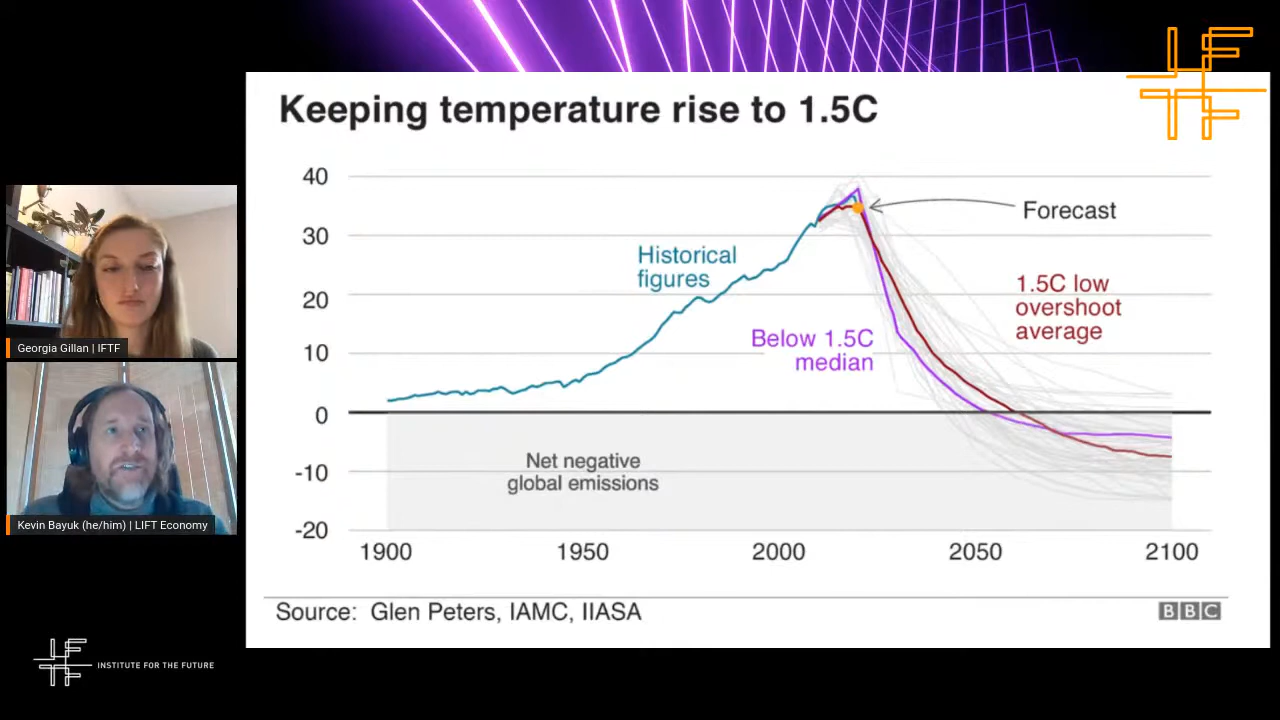 Keeping temperature rise to 1.5C
40
30
20
10
0
-10
-20
Historical
figures
Forecast
1.5C low
overshoot
average
Below 1.5C
median
Net negative
global emissions
1900
1950
2000
2050
2100
Source: Glen Peters, IAMC, IIASA
BBC
Georgia Gillan | IFTF
Kevin Bayuk (he/him) | LIFT Economy
INSTITUTE FOR THE FUTURE